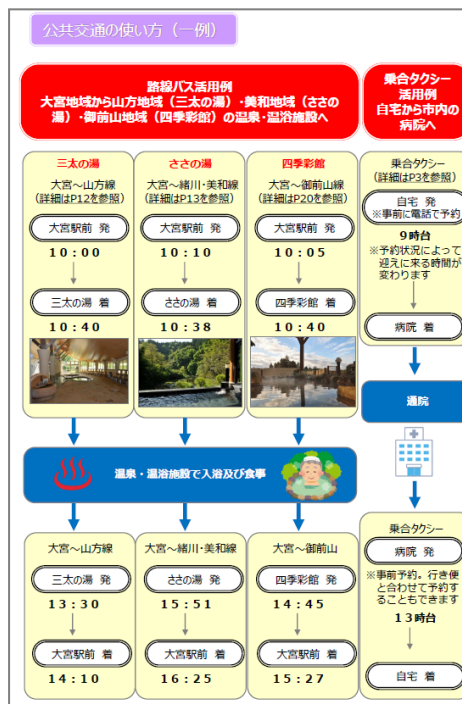 公共交通の使い方（一例）
路線バス活用例
大宮地域から山方地域（三太の湯）・美和地域（ささの
湯）・御前山地域（四季彩館）の温泉・温浴施設へ
乗合タクシー
活用例
自宅から市内の
病院へ
三太の湯
大宮～山方線
（詳細はP12を参照）
大宮駅前 発
１０：００
三太の湯 着
１０：４０
ささの湯
大宮～緒川・美和線
（詳細はP13を参照）
大宮駅前 発
１０：１０
ささの湯 着
１０：３８
四季彩館
大宮～御前山線
（詳細はP20を参照）
大宮駅前 発
１０：０５
四季彩館 着
１０：４０
乗合タクシー
（詳細はP3を参照）
自宅 発
※事前に電話で予約
９時台
※予約状況によって
迎えに来る時間が
変わります
病院 着
温泉・温浴施設で入浴及び食事
通院
大宮～山方線
三太の湯 発
１３：３０
大宮駅前 着
１４：１０
大宮～緒川・美和線
ささの湯 発
１５：５１
大宮駅前 着
１６：２５
大宮～御前山
四季彩館 発
１４：４５
大宮駅前 着
１５：２７
乗合タクシー
病院 発
※事前予約。行き便
と合わせて予約す
ることもできます
１３時台
自宅 着